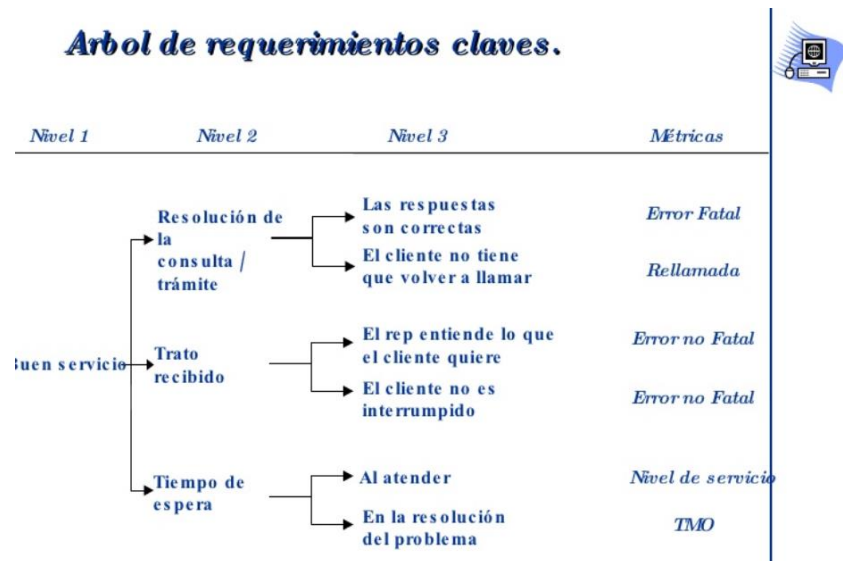 Arbol de requerimientos claves.
Nivel 1 Nivel 2 Nivel 3 Métricas
Resolución de
la
consulta /
trámite
Las respuestas
son correctas
Error Fatal
El cliente no tiene
que volver a llamar
Rellamada
Buen servicio
Trato
recibido
El rep entiende lo que
el cliente quiere
Error no Fatal
El cliente no es
interrumpido
Error no Fatal
Tiempo de
espera
Al atender
Nivel de servicio
En la resolución
del problema
TMO